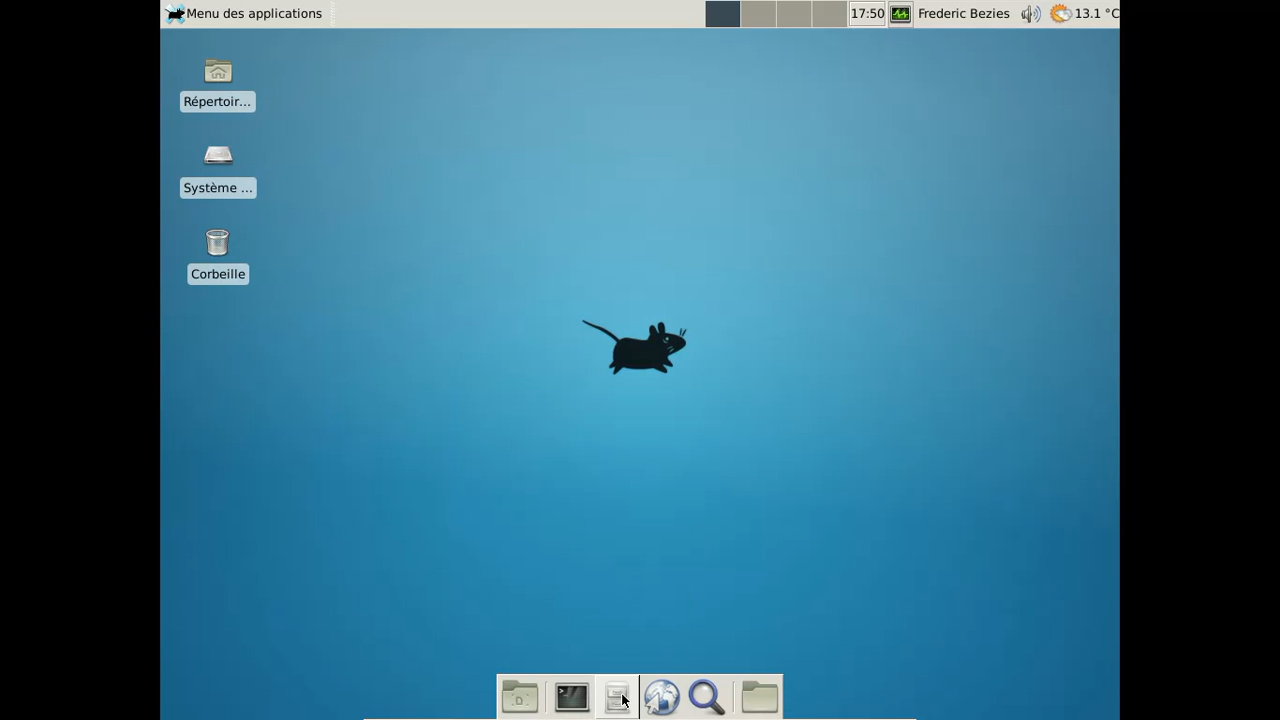 Menu des applications
17:50
Frederic Bezies
13.1 °C
Répertoir...
Système ...
Corbeille